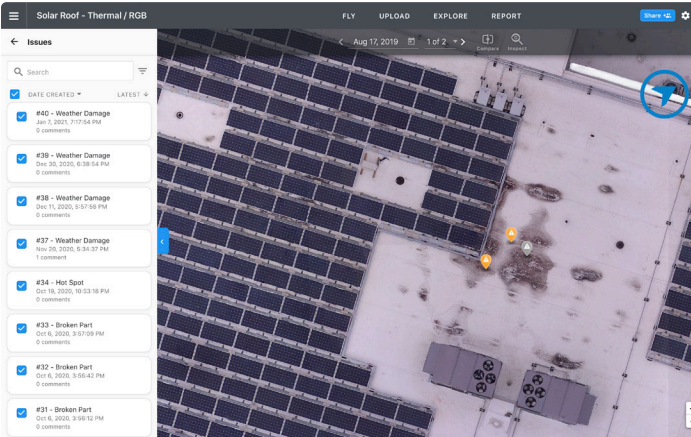 Solar Roof - Thermal / RGB
FLY
UPLOAD
EXPLORE
REPORT
Share
Issues
Aug 17, 2019
1 of 2
Compare
Inspect
Search
DATE CREATED
LATEST
#40 - Weather Damage
Jan 7, 2021, 7:17:54 PM
0 comments
#39 - Weather Damage
Dec 30, 2020, 6:38:54 PM
0 comments
#38 - Weather Damage
Dec 11, 2020, 5:57:58 PM
0 comments
#37 - Weather Damage
Nov 20, 2020, 5:34:37 PM
1 comment
#34 - Hot Spot
Oct 18, 2020, 10:53:18 PM
0 comments
#33 - Broken Part
Oct 6, 2020, 3:57:09 PM
0 comments
#32 - Broken Part
Oct 6, 2020, 3:56:42 PM
0 comments
#31 - Broken Part
Oct 6, 2020, 3:56:12 PM
0 comments